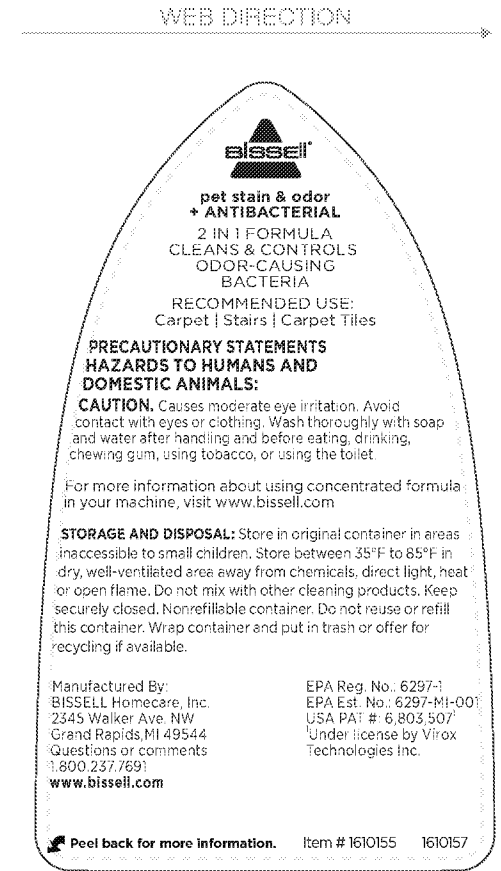 WEB DIRECTION
BISSELL®
pet stain & odor
+ ANTIBACTERIAL
2 IN 1 FORMULA
CLEANS & CONTROLS
ODOR-CAUSING
BACTERIA
RECOMMENDED USE:
Carpet | Stairs | Carpet Tiles
PRECAUTIONARY STATEMENTS
HAZARDS TO HUMANS AND
DOMESTIC ANIMALS:
CAUTION. Causes moderate eye irritation. Avoid
contact with eyes or clothing. Wash thoroughly with soap
and water after handling and before eating, drinking,
chewing gum, using tobacco, or using the toilet.
For more information about using concentrated formula
in your machine, visit www.bissell.com
STORAGE AND DISPOSAL: Store in original container in areas
inaccessible to small children. Store between 35°F to 85°F in
dry, well-ventilated area away from chemicals, direct light, heat
or open flame. Do not mix with other cleaning products. Keep
securely closed. Nonrefillable container. Do not reuse or refill
this container. Wrap container and put in trash or offer for
recycling if available.
Manufactured By:
BISSELL Homecare, Inc.
2345 Walker Ave. NW
Grand Rapids, MI 49544
Questions or comments
1.800.237.7691
www.bissell.com
EPA Reg. No.: 6297-1
EPA Est. No.: 6297-MI-001
USA PAT #: 6,803,507¹
¹Under license by Virox
Technologies Inc.
Peel back for more information.
Item # 1610155 1610157